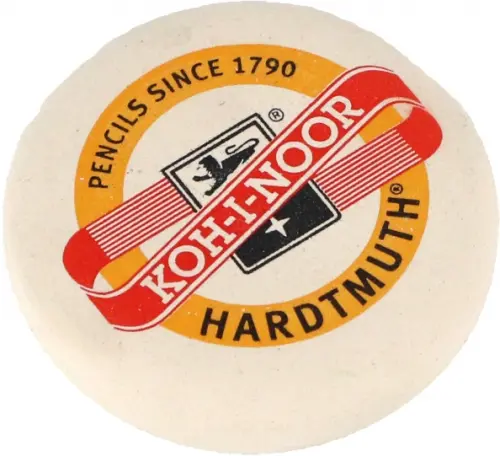 PENCILS SINCE 1790
®
KOH-I-NOOR
HARDTMUTH®